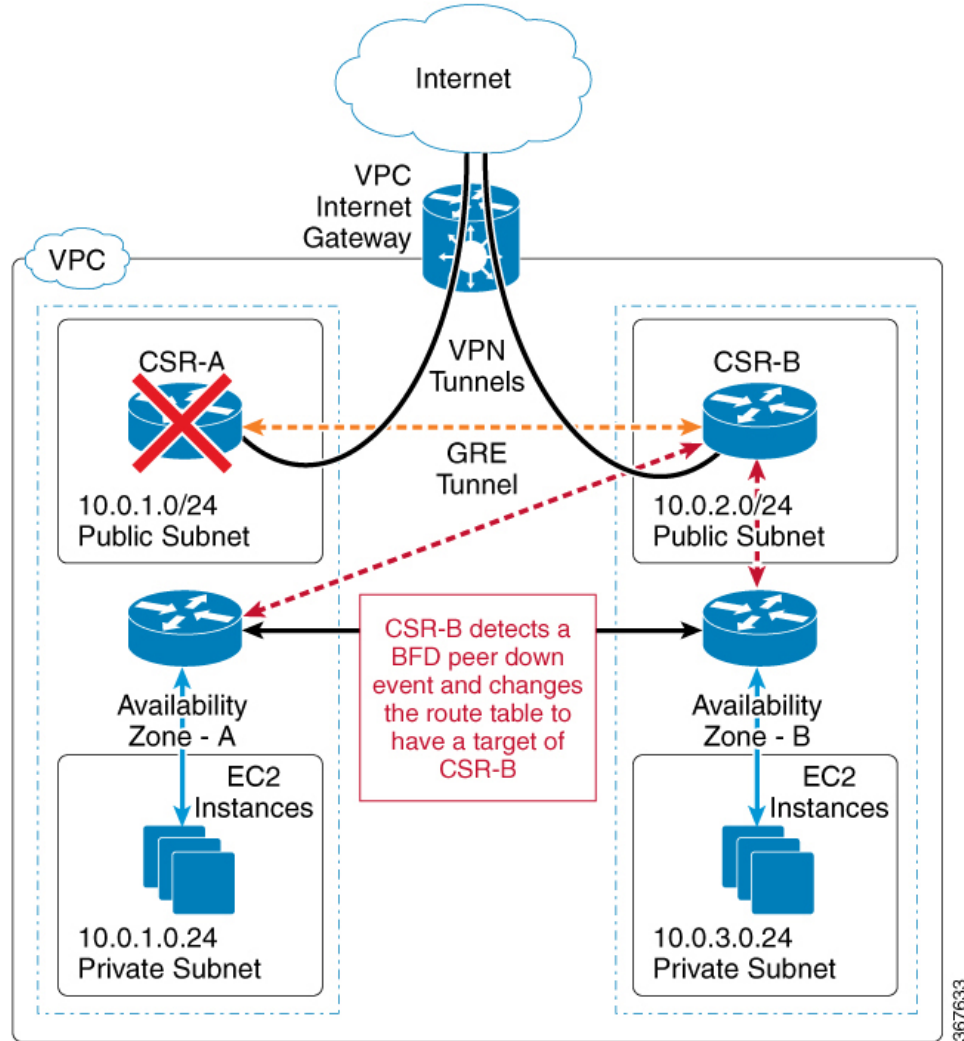 Internet
VPC
Internet
Gateway
VPC
CSR-A
VPN
Tunnels
CSR-B
GRE
Tunnel
10.0.1.0/24
Public Subnet
10.0.2.0/24
Public Subnet
CSR-B detects a
BFD peer down
event and changes
the route table to
have a target of
CSR-B
Availability
Zone - A
Availability
Zone - B
EC2
Instances
EC2
Instances
10.0.1.0.24
Private Subnet
10.0.3.0.24
Private Subnet
367633